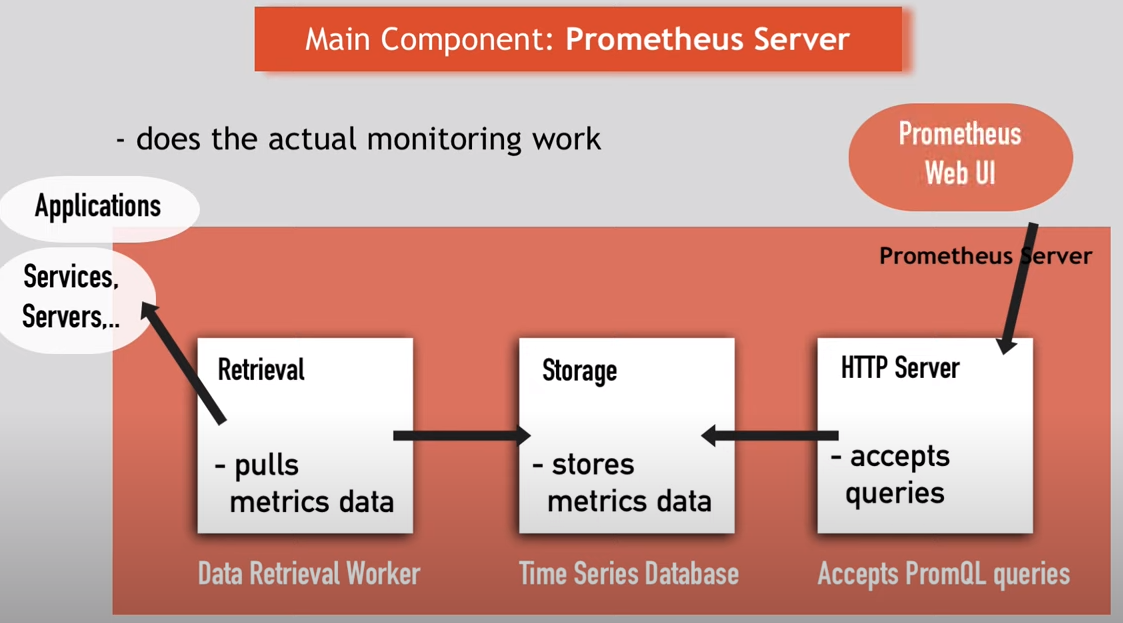 Main Component: Prometheus Server
- does the actual monitoring work
Prometheus
Web UI
Applications
Services,
Servers,..
Prometheus Server
Retrieval
- pulls
metrics data
Data Retrieval Worker
Storage
- stores
metrics data
Time Series Database
HTTP Server
- accepts
queries
Accepts PromQL queries